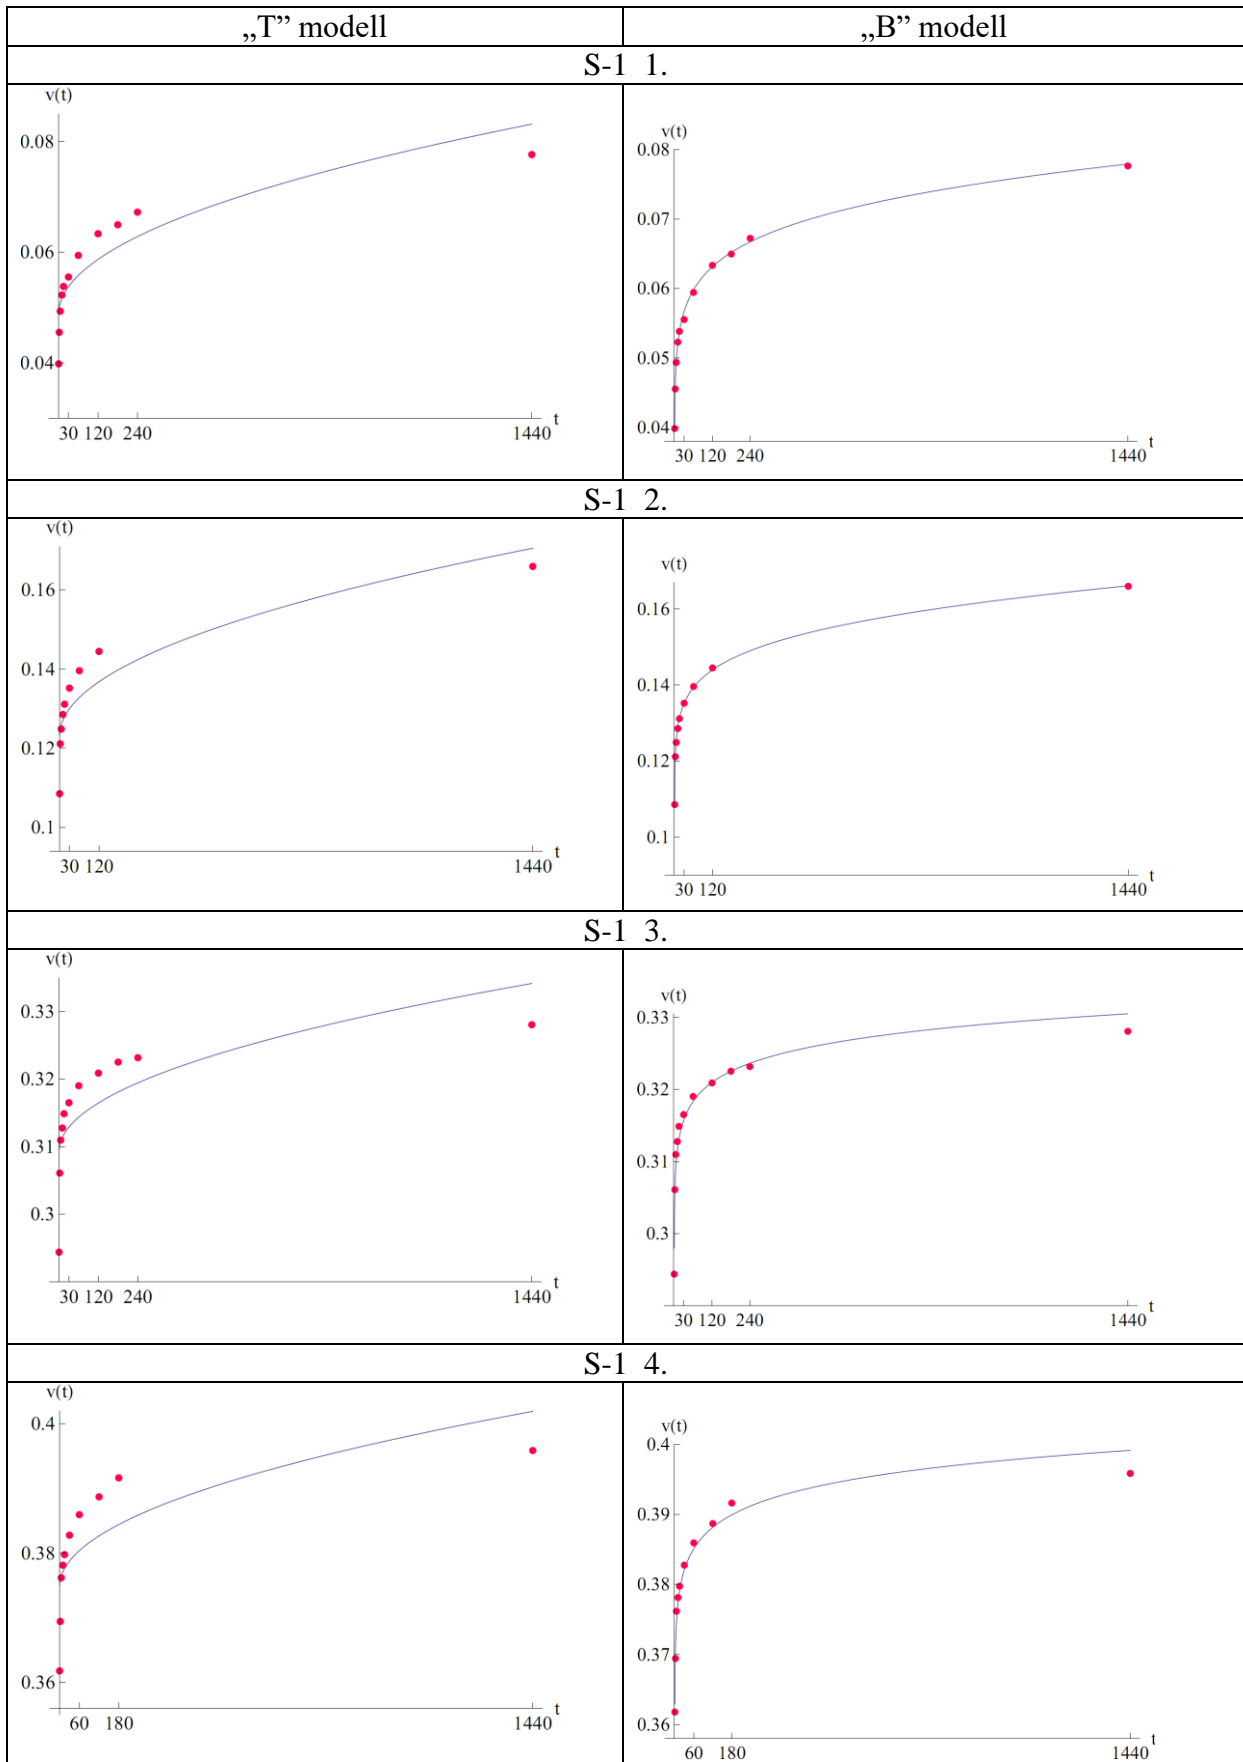 „T” modell
„B” modell
S-1 1.
v(t)
0.08
0.06
0.04
30 120 240 1440 t
v(t)
0.08
0.07
0.06
0.05
0.04
30 120 240 1440 t
S-1 2.
v(t)
0.16
0.14
0.12
0.1
30 120 1440 t
v(t)
0.16
0.14
0.12
0.1
30 120 1440 t
S-1 3.
v(t)
0.33
0.32
0.31
0.3
30 120 240 1440 t
v(t)
0.33
0.32
0.31
0.3
30 120 240 1440 t
S-1 4.
v(t)
0.4
0.38
0.36
60 180 1440 t
v(t)
0.4
0.39
0.38
0.37
0.36
60 180 1440 t